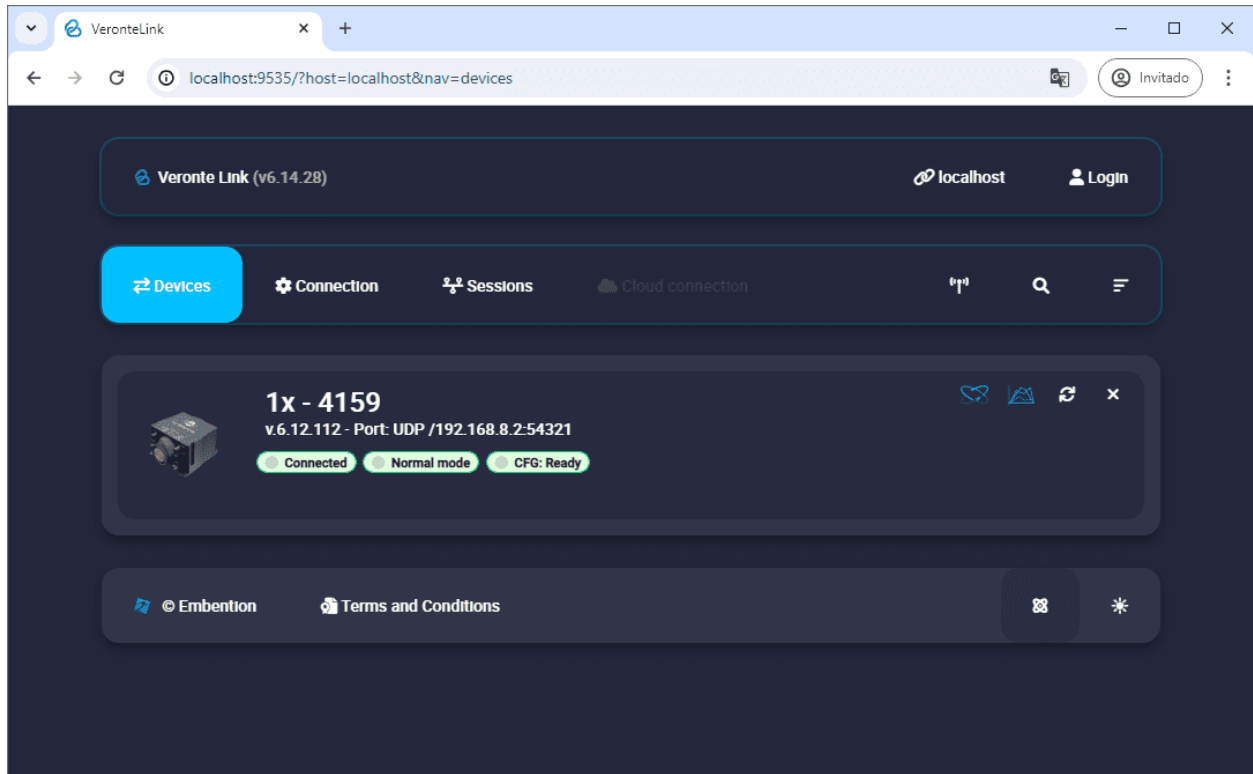 VeronteLink
localhost:9535/?host=localhost&nav=devices
Invitado
Veronte Link (v6.14.28)
localhost
Login
Devices
Connection
Sessions
Cloud connection
1x - 4159
v.6.12.112 - Port: UDP /192.168.8.2:54321
Connected
Normal mode
CFG: Ready
© Embention
Terms and Conditions